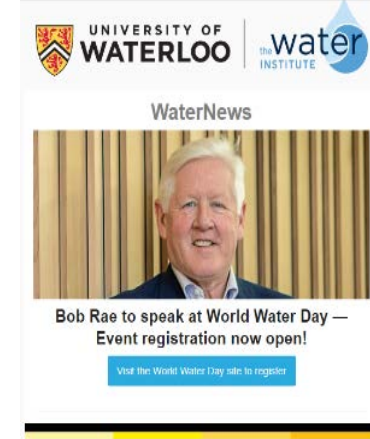 UNIVERSITY OF
WATERLOO
the water
INSTITUTE
WaterNews
Bob Rae to speak at World Water Day —
Event registration now open!
Visit the World Water Day site to register